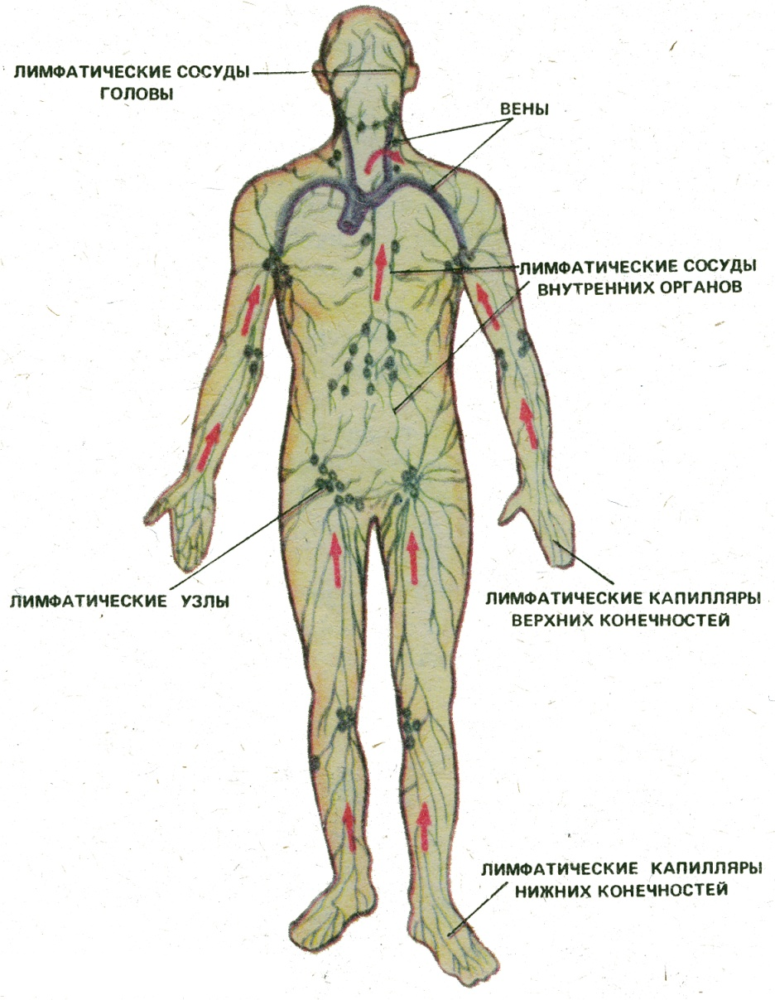 ЛИМФАТИЧЕСКИЕ СОСУДЫ
ГОЛОВЫ
ВЕНЫ
ЛИМФАТИЧЕСКИЕ СОСУДЫ
ВНУТРЕННИХ ОРГАНОВ
ЛИМФАТИЧЕСКИЕ УЗЛЫ
ЛИМФАТИЧЕСКИЕ КАПИЛЛЯРЫ
ВЕРХНИХ КОНЕЧНОСТЕЙ
ЛИМФАТИЧЕСКИЕ КАПИЛЛЯРЫ
НИЖНИХ КОНЕЧНОСТЕЙ